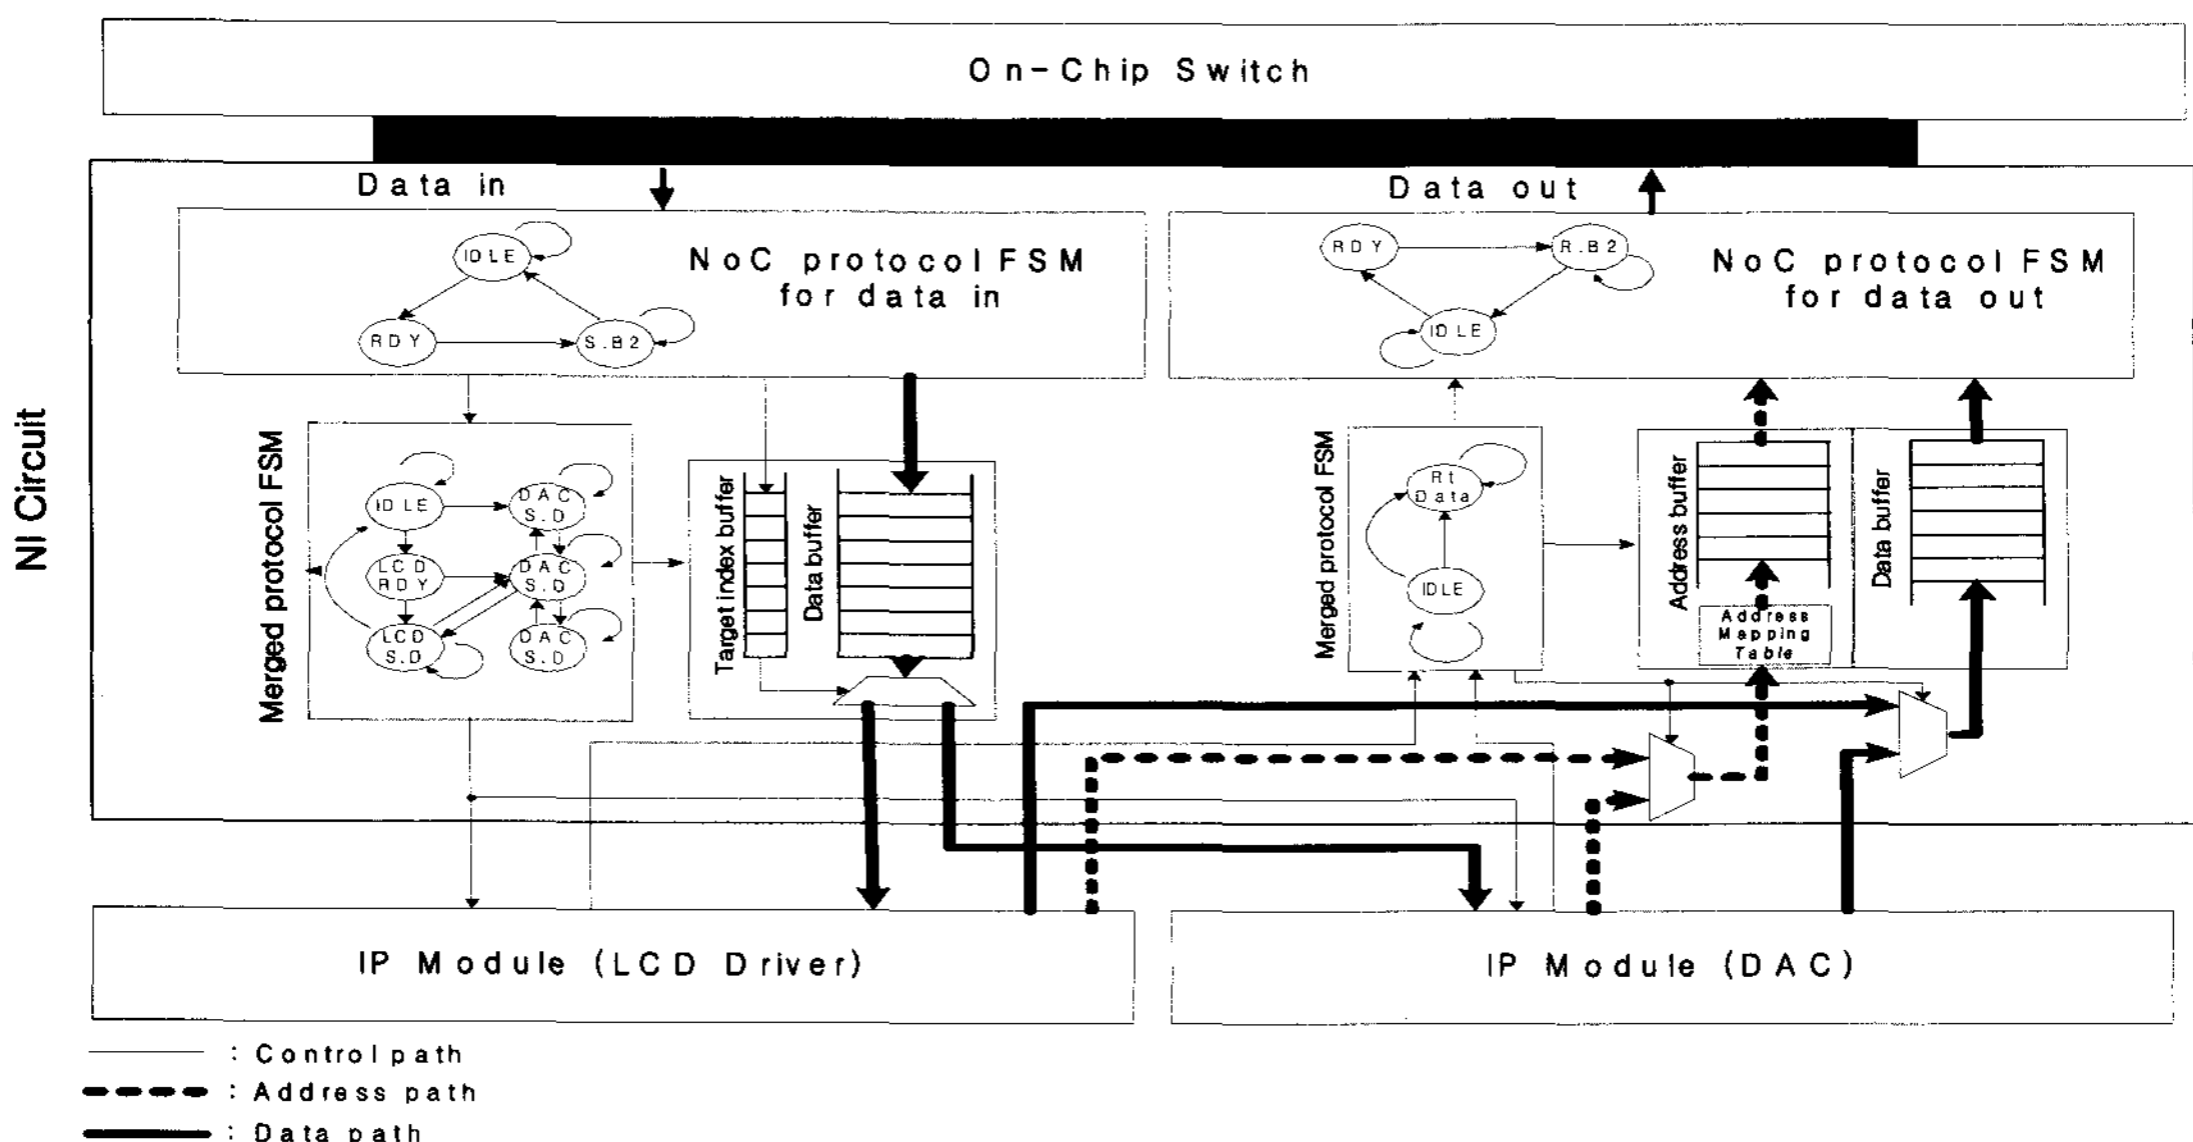 On-Chip Switch
NI Circuit
Data in
Data out
IDLE
RDY
S.B2
NoC protocol FSM
for data in
RDY
R.B2
IDLE
NoC protocol FSM
for data out
Merged protocol FSM
IDLE
DAC
S.D
LCD
RDY
DAC
S.D
LCD
S.D
DAC
S.D
Target index buffer
Data buffer
Merged protocol FSM
Rt
Data
IDLE
Address buffer
Address
Mapping
Table
Data buffer
IP Module (LCD Driver)
IP Module (DAC)
: Control path
: Address path
: Data path